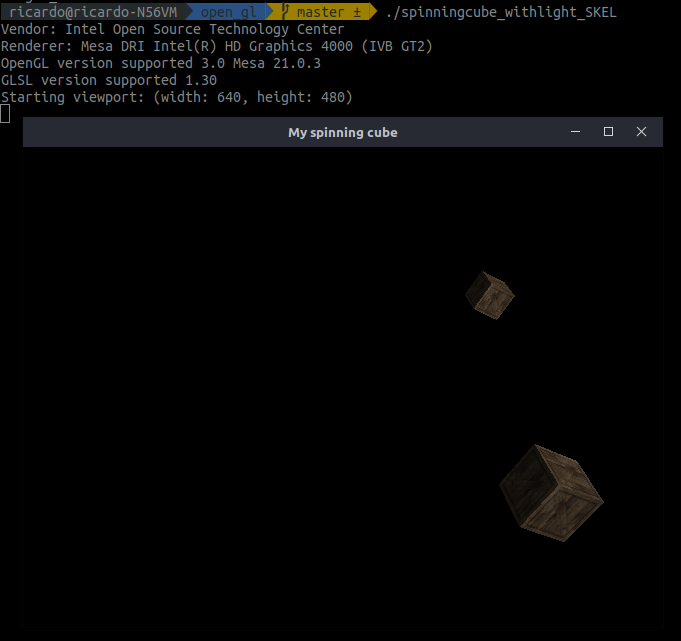 ricardo@ricardo-N56VM open_gl master ± ./spinningcube_withlight_SKEL
Vendor: Intel Open Source Technology Center
Renderer: Mesa DRI Intel(R) HD Graphics 4000 (IVB GT2)
OpenGL version supported 3.0 Mesa 21.0.3
GLSL version supported 1.30
Starting viewport: (width: 640, height: 480)
My spinning cube